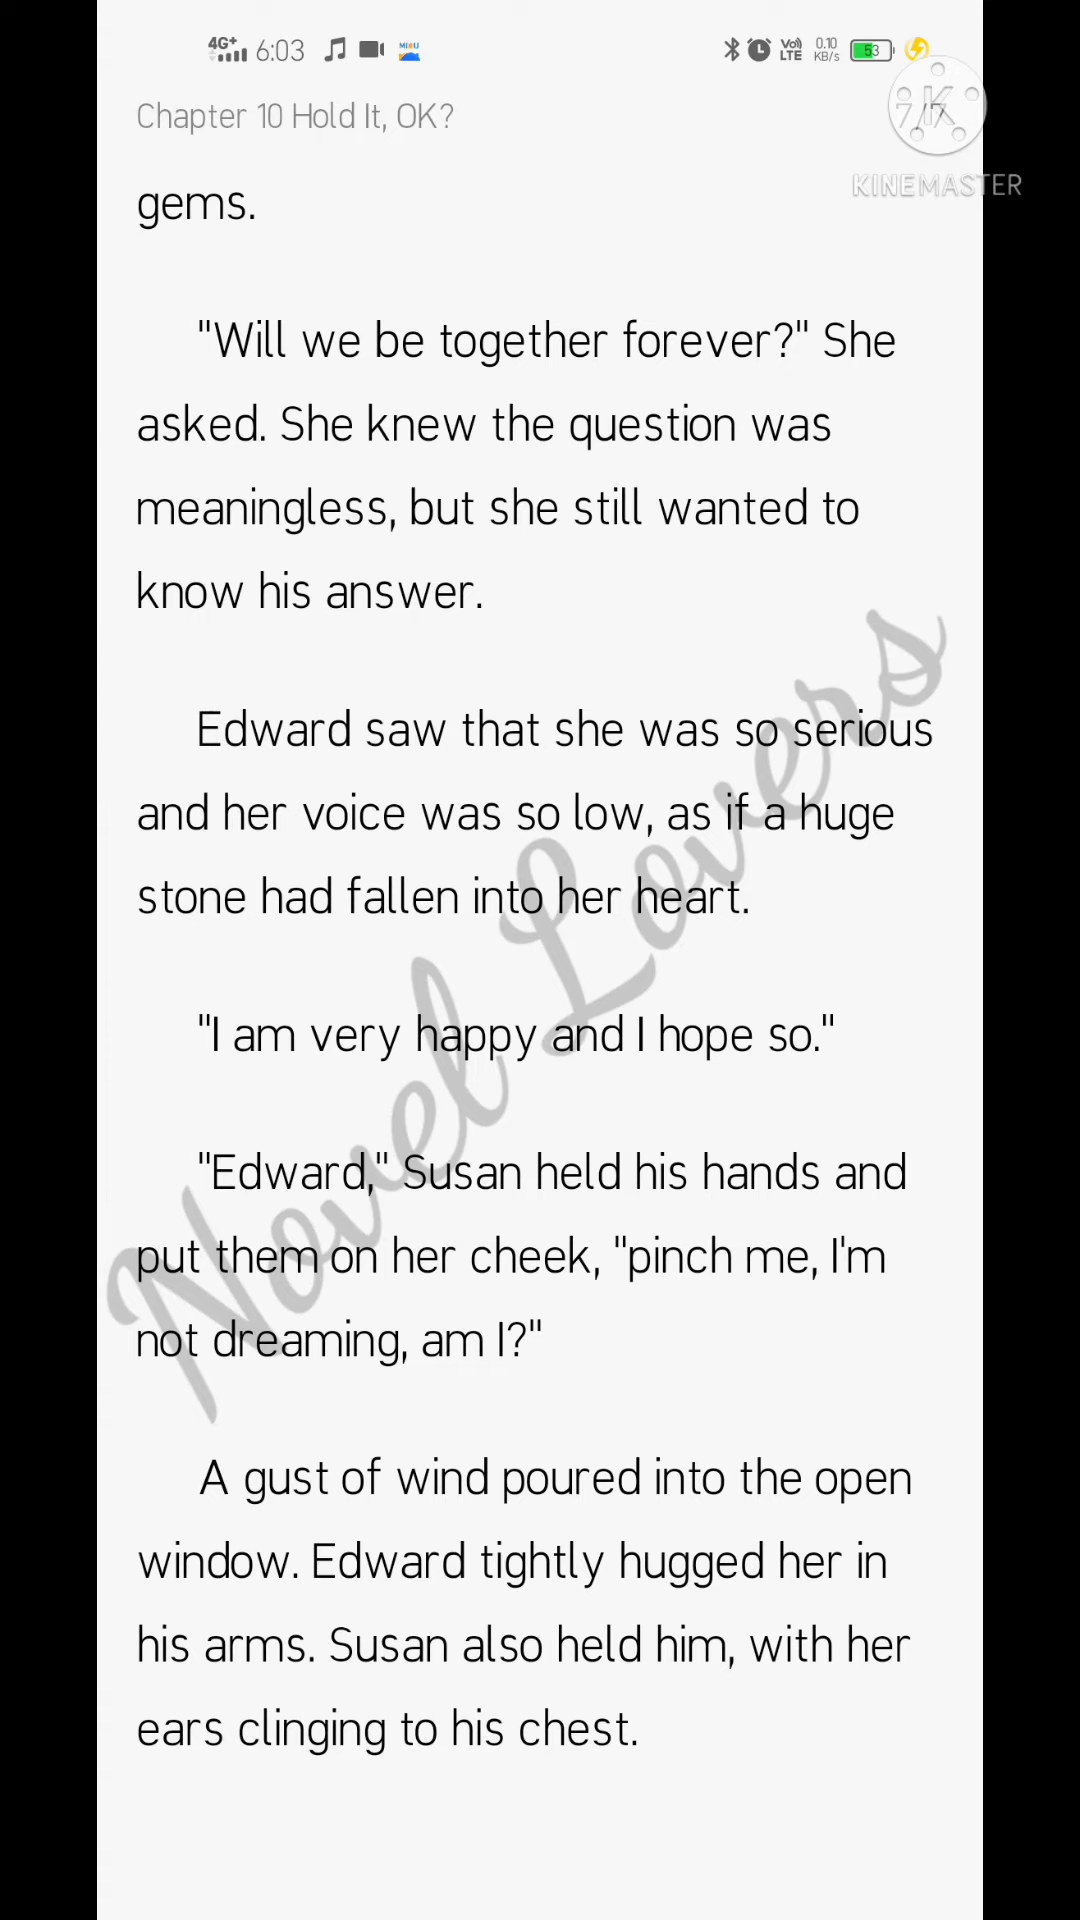 4G+ 6:03 MI U Vo) LTE 0.10 KB/s 53
Chapter 10 Hold It, OK? 7/7
K
KINEMASTER
gems.
"Will we be together forever?" She
asked. She knew the question was
meaningless, but she still wanted to
know his answer.
Edward saw that she was so serious
and her voice was so low, as if a huge
stone had fallen into her heart.
"I am very happy and I hope so."
"Edward," Susan held his hands and
put them on her cheek, "pinch me, I'm
not dreaming, am I?"
A gust of wind poured into the open
window. Edward tightly hugged her in
his arms. Susan also held him, with her
ears clinging to his chest.
Novel Lovers